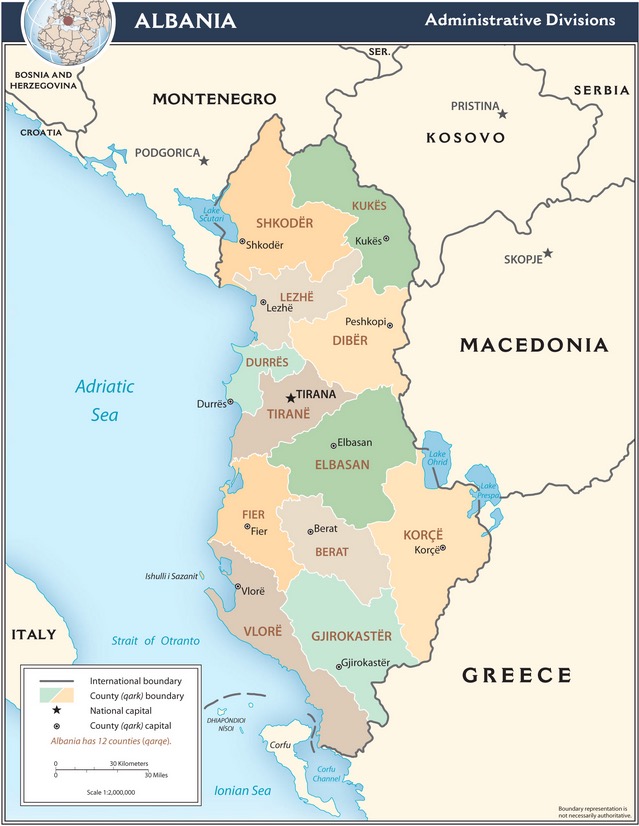 ALBANIA
Administrative Divisions
SER.
BOSNIA AND
HERZEGOVINA
CROATIA
MONTENEGRO
PODGORICA
PRISTINA
SERBIA
KOSOVO
SKOPJE
MACEDONIA
Lake
Scutari
SHKODËR
Shkodër
KUKËS
Kukës
LEZHË
Lezhë
Peshkopi
DIBËR
DURRËS
Durrës
TIRANA
TIRANË
Adriatic
Sea
Elbasan
ELBASAN
Lake
Ohrid
Lake
Prespa
FIER
Fier
Berat
BERAT
KORÇË
Korçë
Ishulli i Sazanit
Vlorë
VLORË
GJIROKASTËR
Gjirokastër
ITALY
Strait of Otranto
GREECE
International boundary
County (qark) boundary
National capital
County (qark) capital
Albania has 12 counties (qarqe).
0 30 Kilometers
0 30 Miles
Scale 1:2,000,000
DHIAPÓNDIOI
NÍSOI
Corfu
Corfu
Channel
Ionian Sea
Boundary representation is
not necessarily authoritative.